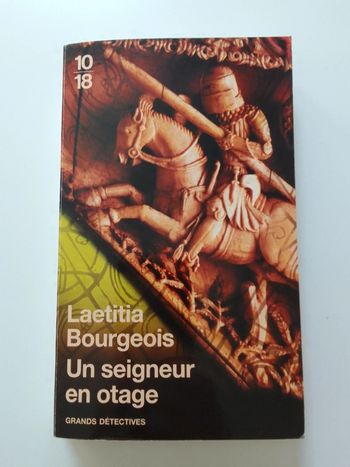 10
18
Laetitia
Bourgeois
Un seigneur
en otage
GRANDS DÉTECTIVES